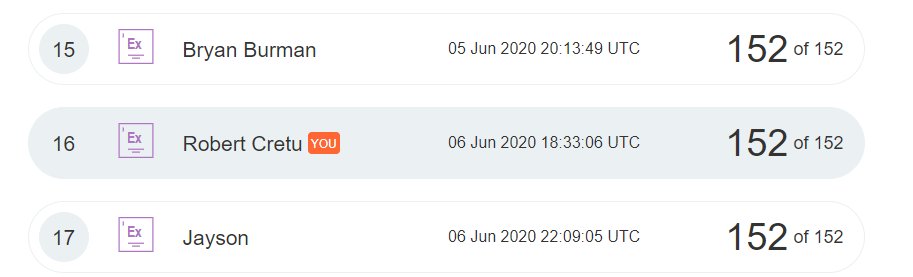 15 Ex Bryan Burman 05 Jun 2020 20:13:49 UTC 152 of 152
16 Ex Robert Cretu YOU 06 Jun 2020 18:33:06 UTC 152 of 152
17 Ex Jayson 06 Jun 2020 22:09:05 UTC 152 of 152